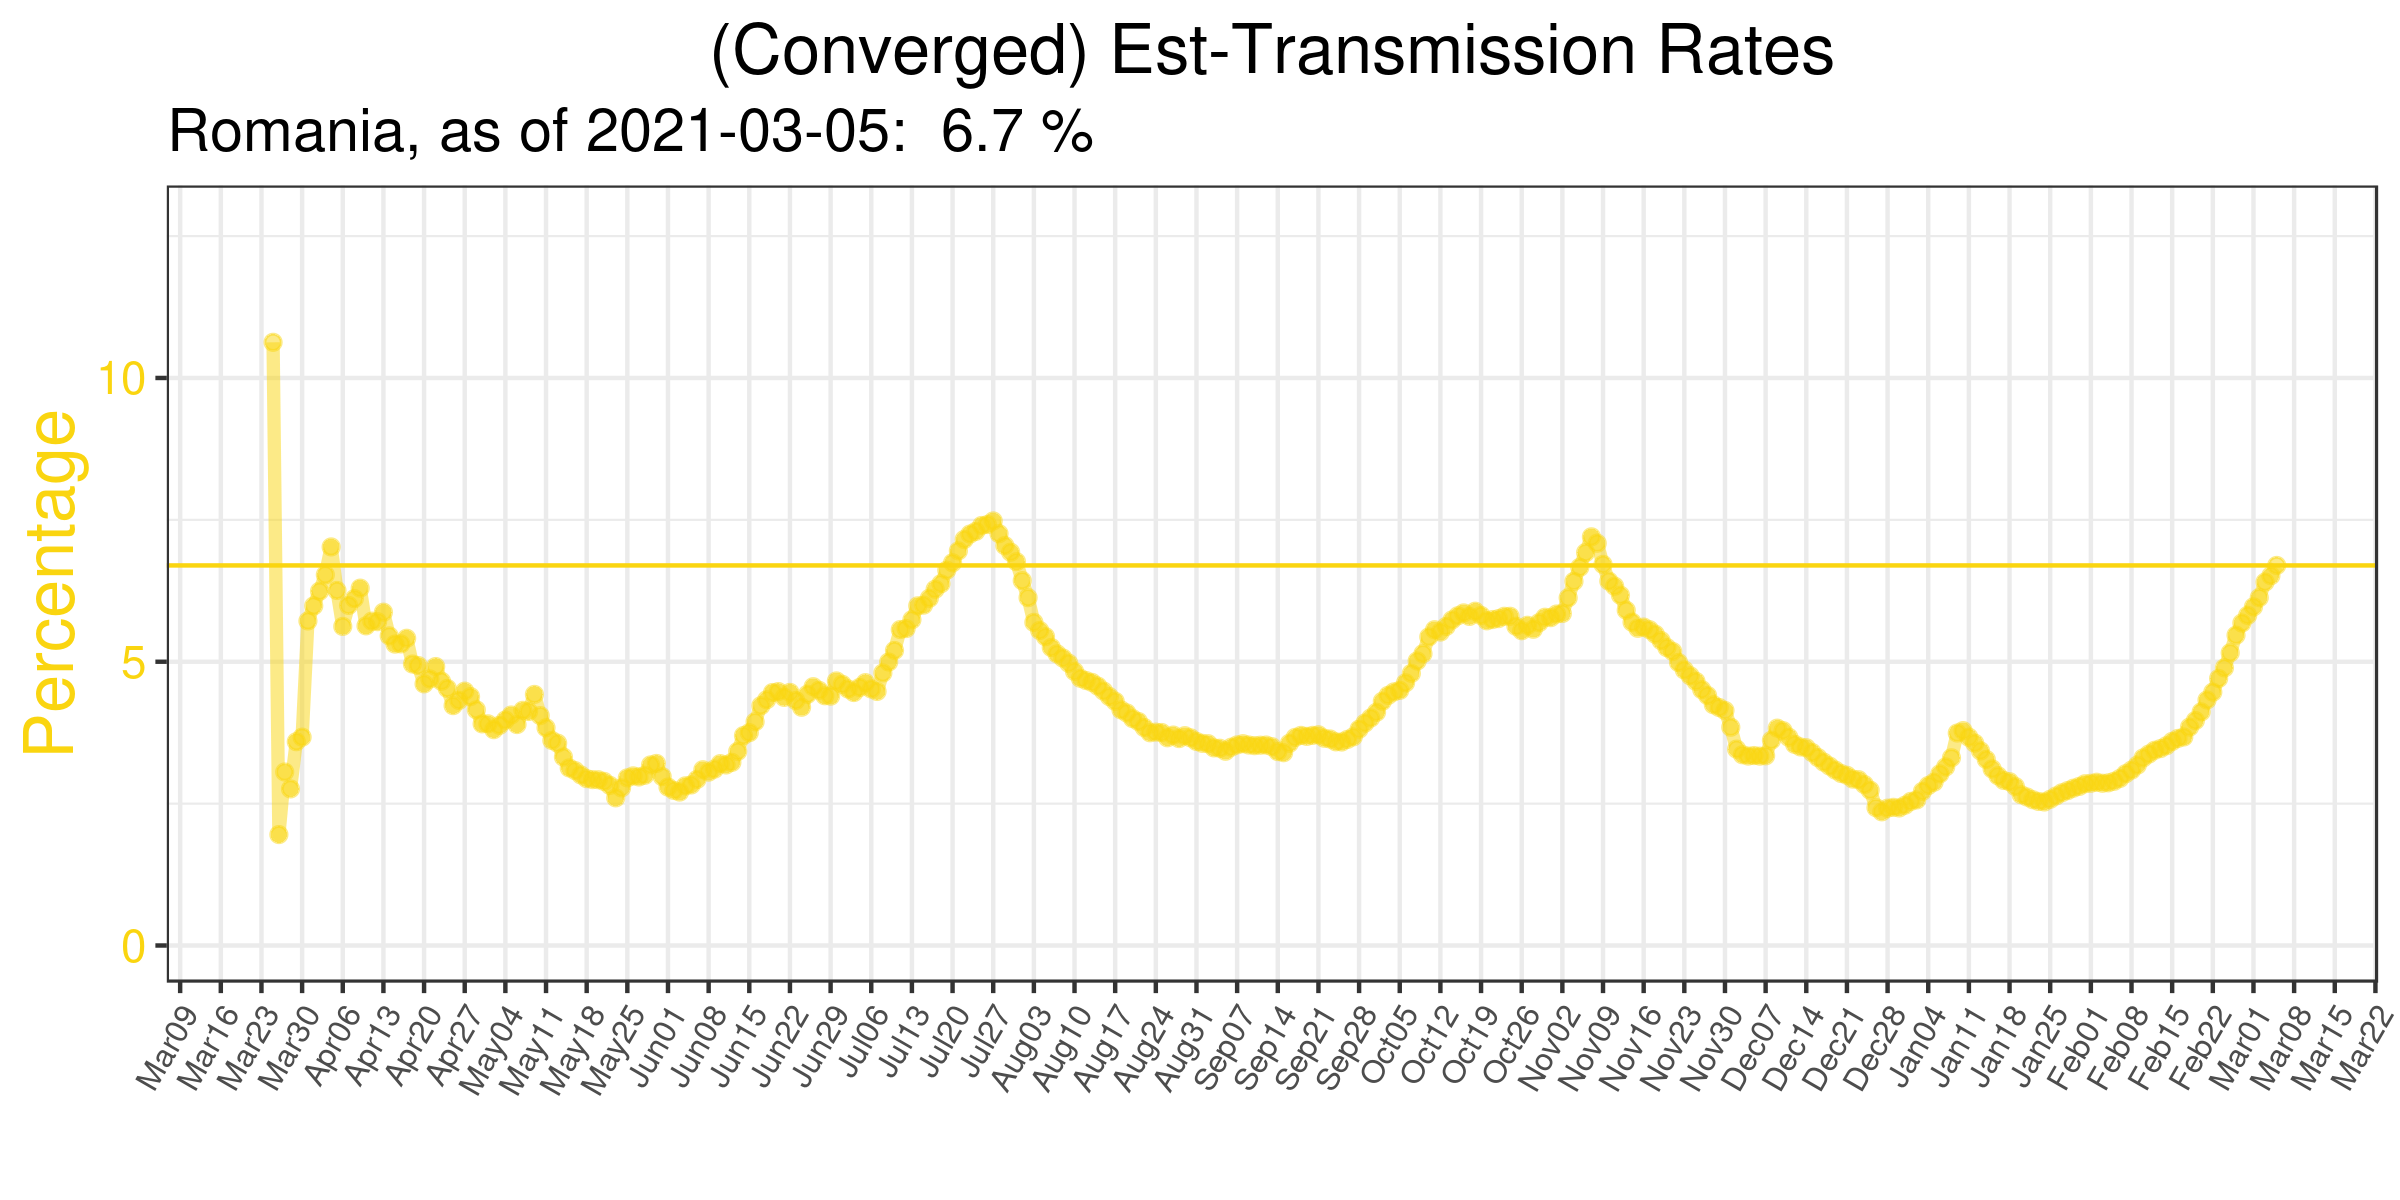 (Converged) Est-Transmission Rates
Romania, as of 2021-03-05:  6.7 %
Percentage
10
5
0
Mar09
Mar16
Mar23
Mar30
Apr06
Apr13
Apr20
Apr27
May04
May11
May18
May25
Jun01
Jun08
Jun15
Jun22
Jun29
Jul06
Jul13
Jul20
Jul27
Aug03
Aug10
Aug17
Aug24
Aug31
Sep07
Sep14
Sep21
Sep28
Oct05
Oct12
Oct19
Oct26
Nov02
Nov09
Nov16
Nov23
Nov30
Dec07
Dec14
Dec21
Dec28
Jan04
Jan11
Jan18
Jan25
Feb01
Feb08
Feb15
Feb22
Mar01
Mar08
Mar15
Mar22